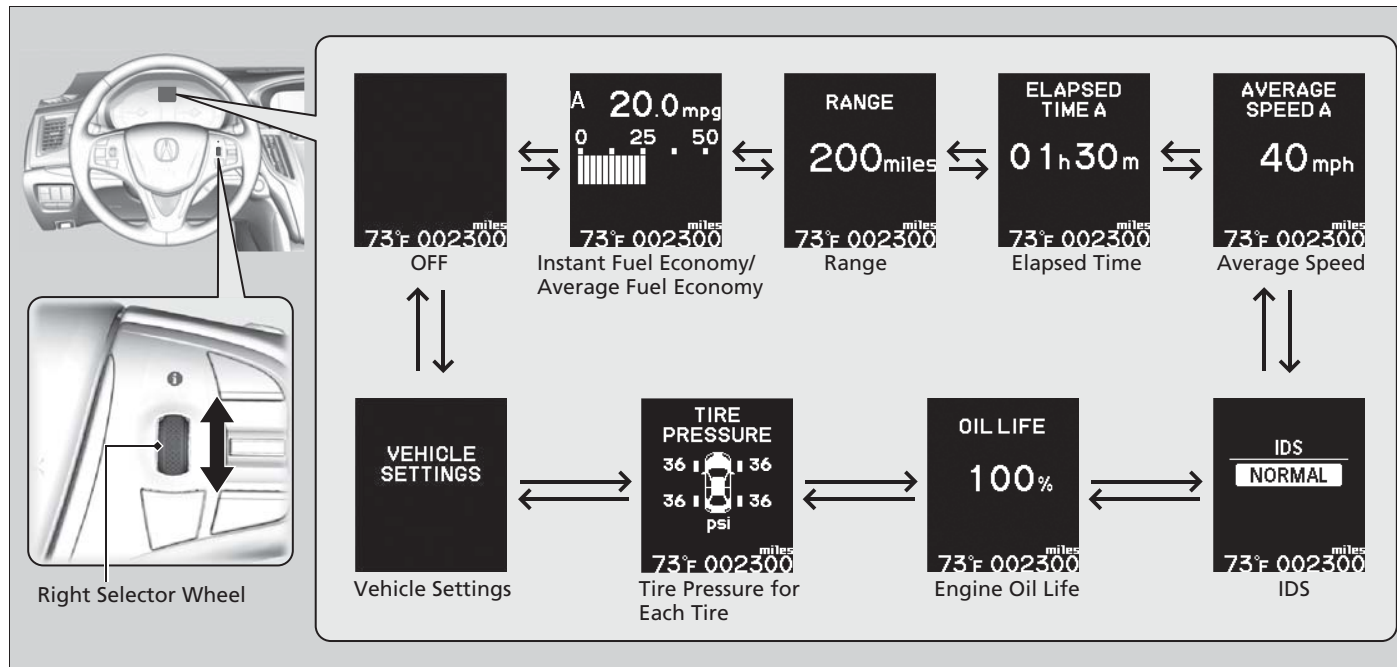 73°F 002300 miles
OFF
A 20.0 mpg
0 25 50
73°F 002300 miles
Instant Fuel Economy/
Average Fuel Economy
RANGE
200 miles
73°F 002300 miles
Range
ELAPSED
TIME A
01h30m
73°F 002300 miles
Elapsed Time
AVERAGE
SPEED A
40 mph
73°F 002300 miles
Average Speed
VEHICLE
SETTINGS
Vehicle Settings
TIRE
PRESSURE
36 36
36 36
psi
73°F 002300 miles
Tire Pressure for
Each Tire
OIL LIFE
100%
73°F 002300 miles
Engine Oil Life
IDS
NORMAL
73°F 002300 miles
IDS
i
Right Selector Wheel